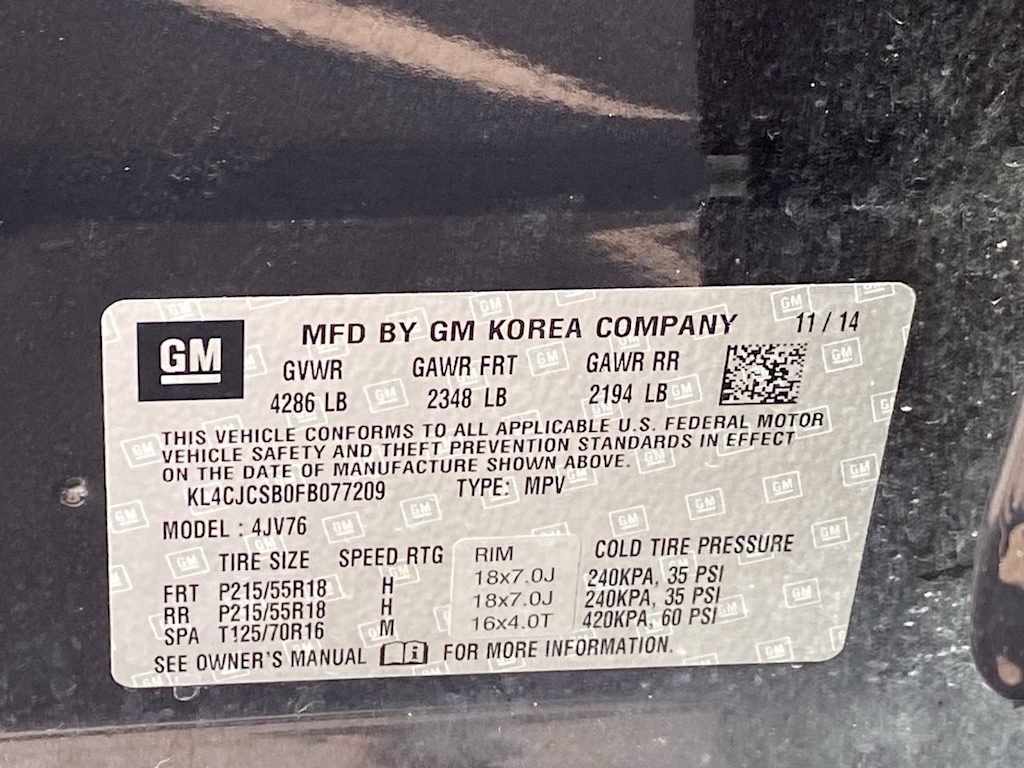 GM
MFD BY GM KOREA COMPANY 11 / 14
GVWR GAWR FRT GAWR RR
4286 LB 2348 LB 2194 LB
THIS VEHICLE CONFORMS TO ALL APPLICABLE U.S. FEDERAL MOTOR
VEHICLE SAFETY AND THEFT PREVENTION STANDARDS IN EFFECT
ON THE DATE OF MANUFACTURE SHOWN ABOVE.
KL4CJCSB0FB077209 TYPE: MPV
MODEL : 4JV76
TIRE SIZE SPEED RTG RIM COLD TIRE PRESSURE
FRT P215/55R18 H 18x7.0J 240KPA, 35 PSI
RR P215/55R18 H 18x7.0J 240KPA, 35 PSI
SPA T125/70R16 M 16x4.0T 420KPA, 60 PSI
SEE OWNER'S MANUAL i FOR MORE INFORMATION.